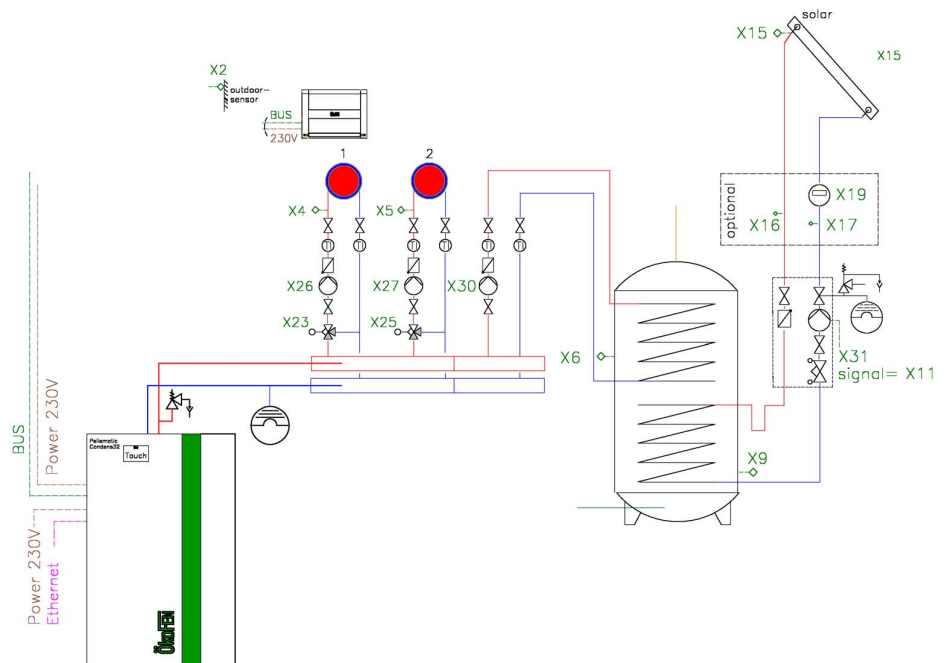 solar
X15
X15
X2
outdoor-
sensor
BUS
230V
1
2
X4
X5
optional
X19
X16
X17
X26
X27
X30
X23
X25
X6
X31
signal= X11
X9
BUS
Power 230V
Pellematic
Condens32
Touch
Power 230V
Ethernet
ÖkoFEN